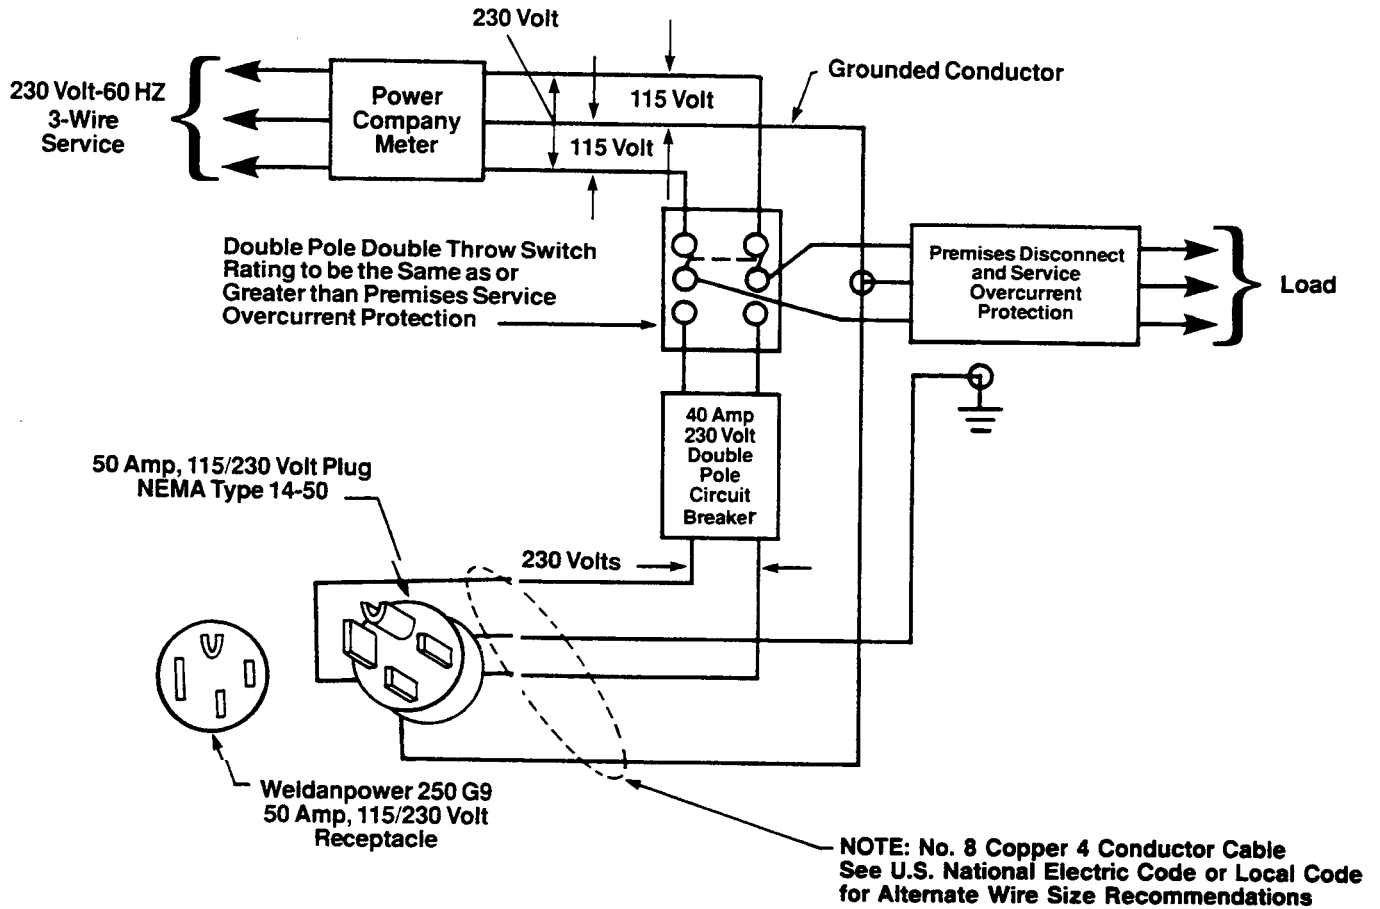 230 Volt
230 Volt-60 HZ
3-Wire
Service
Power
Company
Meter
115 Volt
115 Volt
Grounded Conductor
Double Pole Double Throw Switch
Rating to be the Same as or
Greater than Premises Service
Overcurrent Protection
Premises Disconnect
and Service
Overcurrent
Protection
Load
40 Amp
230 Volt
Double
Pole
Circuit
Breaker
50 Amp, 115/230 Volt Plug
NEMA Type 14-50
230 Volts
Weldanpower 250 G9
50 Amp, 115/230 Volt
Receptacle
NOTE: No. 8 Copper 4 Conductor Cable
See U.S. National Electric Code or Local Code
for Alternate Wire Size Recommendations